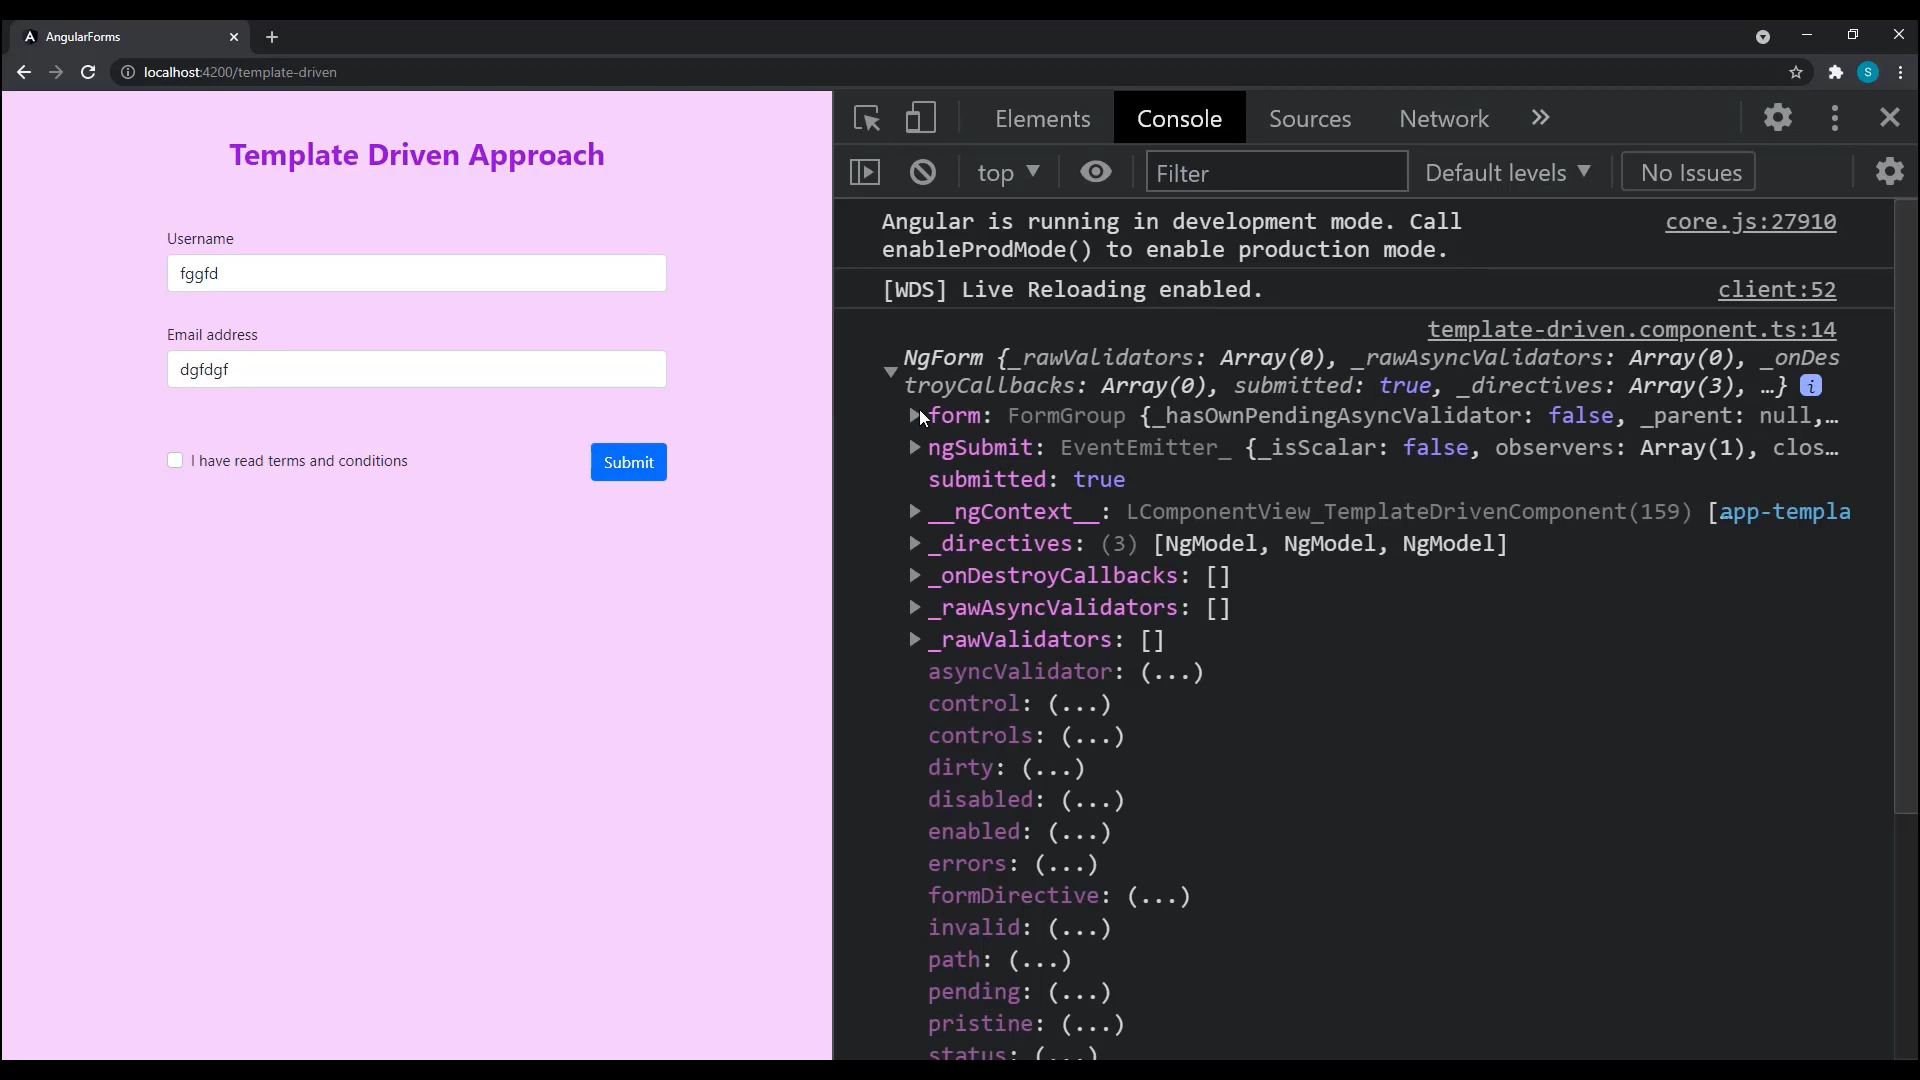 AngularForms
localhost:4200/template-driven
S
Template Driven Approach
Username
fggfd
Email address
dgfdgf
I have read terms and conditions
Submit
Elements
Console
Sources
Network
top
Filter
Default levels
No Issues
Angular is running in development mode. Call core.js:27910
enableProdMode() to enable production mode.
[WDS] Live Reloading enabled. client:52
template-driven.component.ts:14
NgForm {_rawValidators: Array(0), _rawAsyncValidators: Array(0), _onDes
troyCallbacks: Array(0), submitted: true, _directives: Array(3), …} i
form: FormGroup {_hasOwnPendingAsyncValidator: false, _parent: null,…
ngSubmit: EventEmitter_ {_isScalar: false, observers: Array(1), clos…
submitted: true
__ngContext__: LComponentView_TemplateDrivenComponent(159) [app-templa
_directives: (3) [NgModel, NgModel, NgModel]
_onDestroyCallbacks: []
_rawAsyncValidators: []
_rawValidators: []
asyncValidator: (...)
control: (...)
controls: (...)
dirty: (...)
disabled: (...)
enabled: (...)
errors: (...)
formDirective: (...)
invalid: (...)
path: (...)
pending: (...)
pristine: (...)
status: (...)